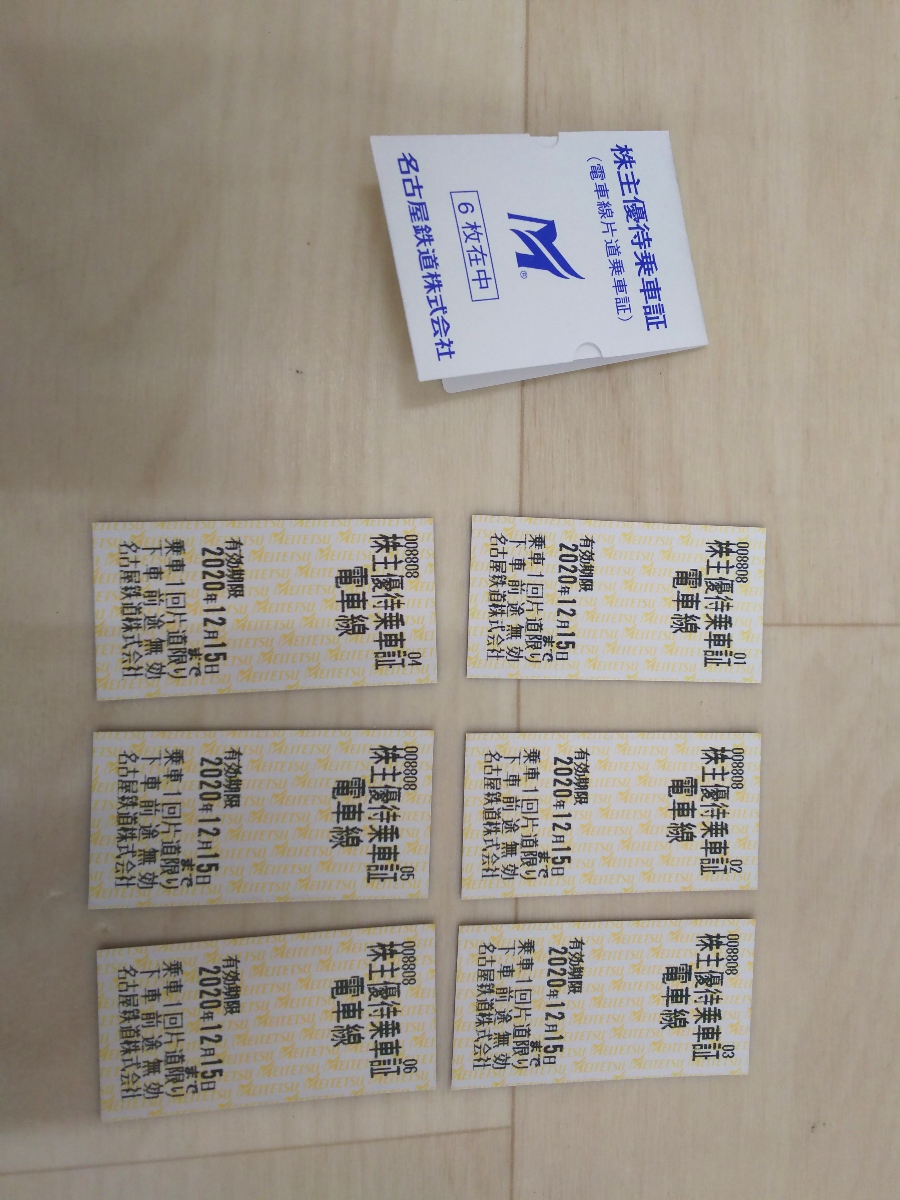 株主優待乗車証
（電車線片道乗車証）
M®
6枚在中
名古屋鉄道株式会社
008808 01
株主優待乗車証
電車線
有効期限
2020年12月15日まで
乗車1回片道限り
下車前途無効
名古屋鉄道株式会社
008808 02
株主優待乗車証
電車線
有効期限
2020年12月15日まで
乗車1回片道限り
下車前途無効
名古屋鉄道株式会社
008808 03
株主優待乗車証
電車線
有効期限
2020年12月15日まで
乗車1回片道限り
下車前途無効
名古屋鉄道株式会社
008808 04
株主優待乗車証
電車線
有効期限
2020年12月15日まで
乗車1回片道限り
下車前途無効
名古屋鉄道株式会社
008808 05
株主優待乗車証
電車線
有効期限
2020年12月15日まで
乗車1回片道限り
下車前途無効
名古屋鉄道株式会社
008808 06
株主優待乗車証
電車線
有効期限
2020年12月15日まで
乗車1回片道限り
下車前途無効
名古屋鉄道株式会社